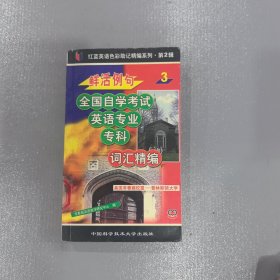 红蓝英语色彩助记精编系列·第2辑
鲜活例句
3
全国自学考试
英语专业
专科
词汇精编
中国科学技术大学出版社